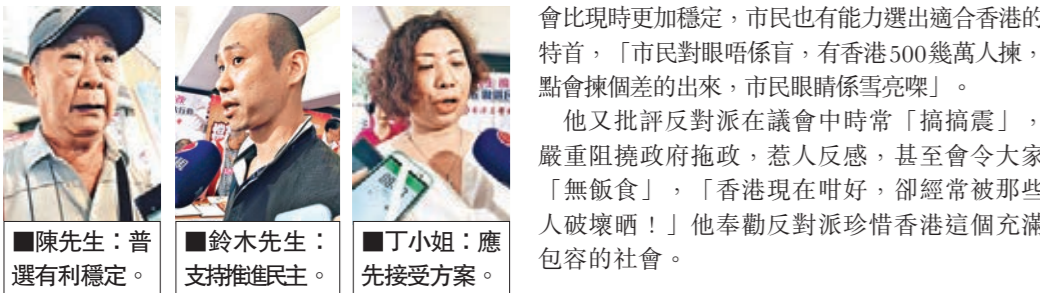 ■陳先生：普
選有利穩定。
■鈴木先生：
支持推進民主。
■丁小姐：應
先接受方案。
會比現時更加穩定，市民也有能力選出適合香港的
特首，「市民對眼唔係盲，有香港500幾萬人揀，
點會揀個差的出來，市民眼睛係雪亮㗎」。
他又批評反對派在議會中時常「搞搞震」，
嚴重阻撓政府拖政，惹人反感，甚至會令大家
「無飯食」，「香港現在咁好，卻經常被那些
人破壞晒！」他奉勸反對派珍惜香港這個充滿
包容的社會。